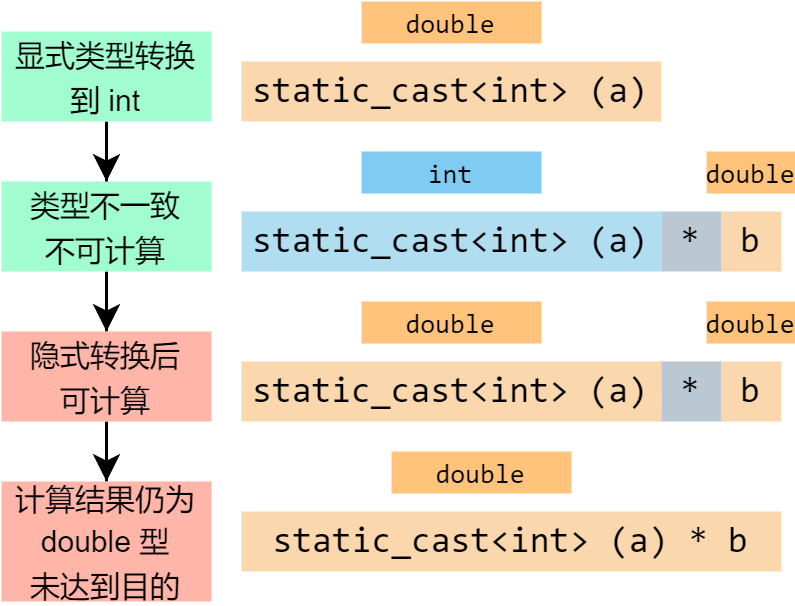 显式类型转换
到 int
double
static_cast<int> (a)
类型不一致
不可计算
int
double
static_cast<int> (a) * b
隐式转换后
可计算
double
double
static_cast<int> (a) * b
计算结果仍为
double 型
未达到目的
double
static_cast<int> (a) * b